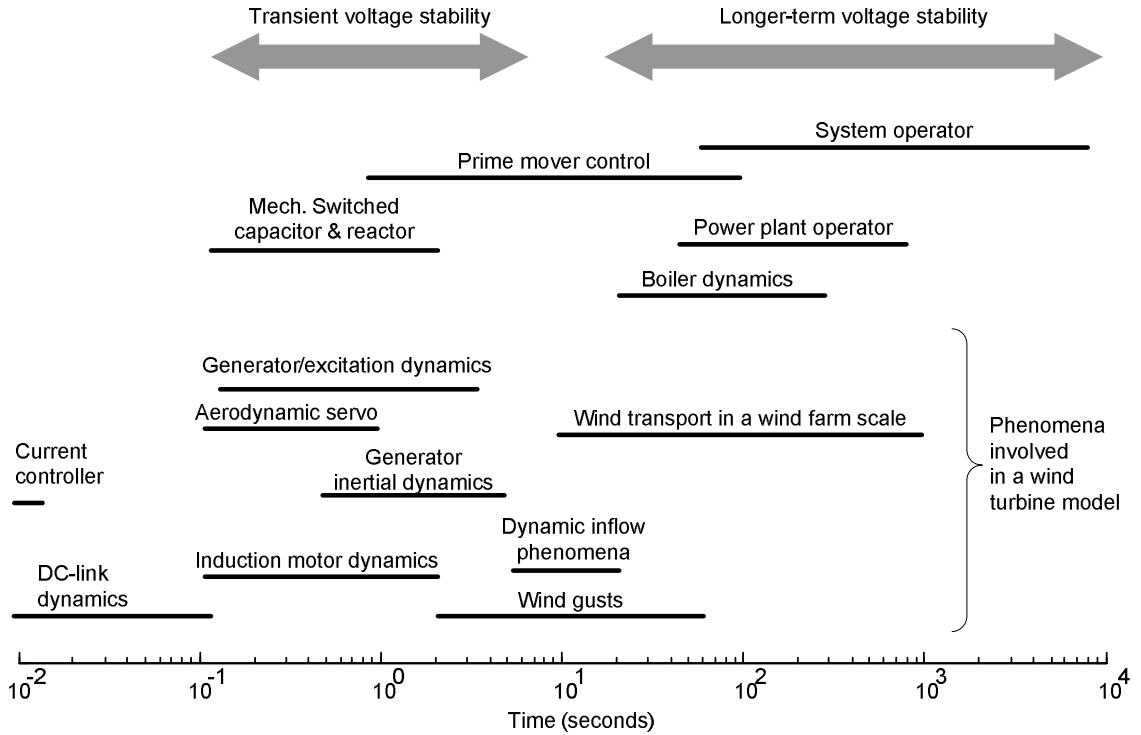 Transient voltage stability
Longer-term voltage stability
System operator
Prime mover control
Mech. Switched
capacitor & reactor
Power plant operator
Boiler dynamics
Generator/excitation dynamics
Aerodynamic servo
Wind transport in a wind farm scale
Current
controller
Generator
inertial dynamics
Phenomena
involved
in a wind
turbine model
Dynamic inflow
phenomena
Induction motor dynamics
DC-link
dynamics
Wind gusts
10-2 10-1 100 101 102 103 104
Time (seconds)